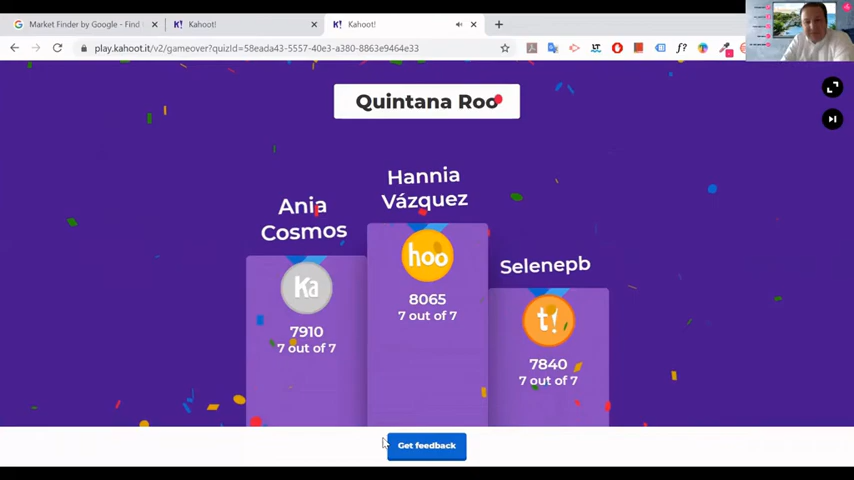 Market Finder by Google - Find
Kahoot!
Kahoot!
play.kahoot.it/v2/gameover?quizId=58eada43-5557-40e3-a380-8863e9464e33
Quintana Roo
Hannia
Vázquez
Ania
Cosmos
Selenepb
hoo
8065
7 out of 7
Ka
7910
7 out of 7
t!
7840
7 out of 7
Get feedback